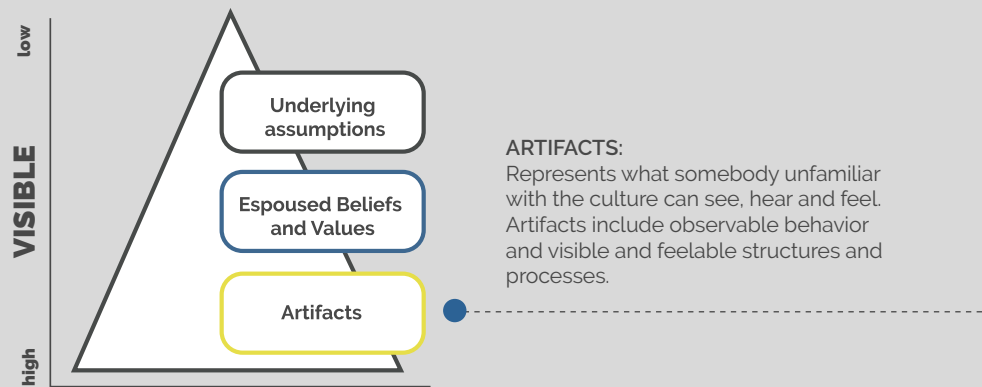 low
VISIBLE
high
Underlying
assumptions
Espoused Beliefs
and Values
Artifacts
ARTIFACTS:
Represents what somebody unfamiliar
with the culture can see, hear and feel.
Artifacts include observable behavior
and visible and feelable structures and
processes.